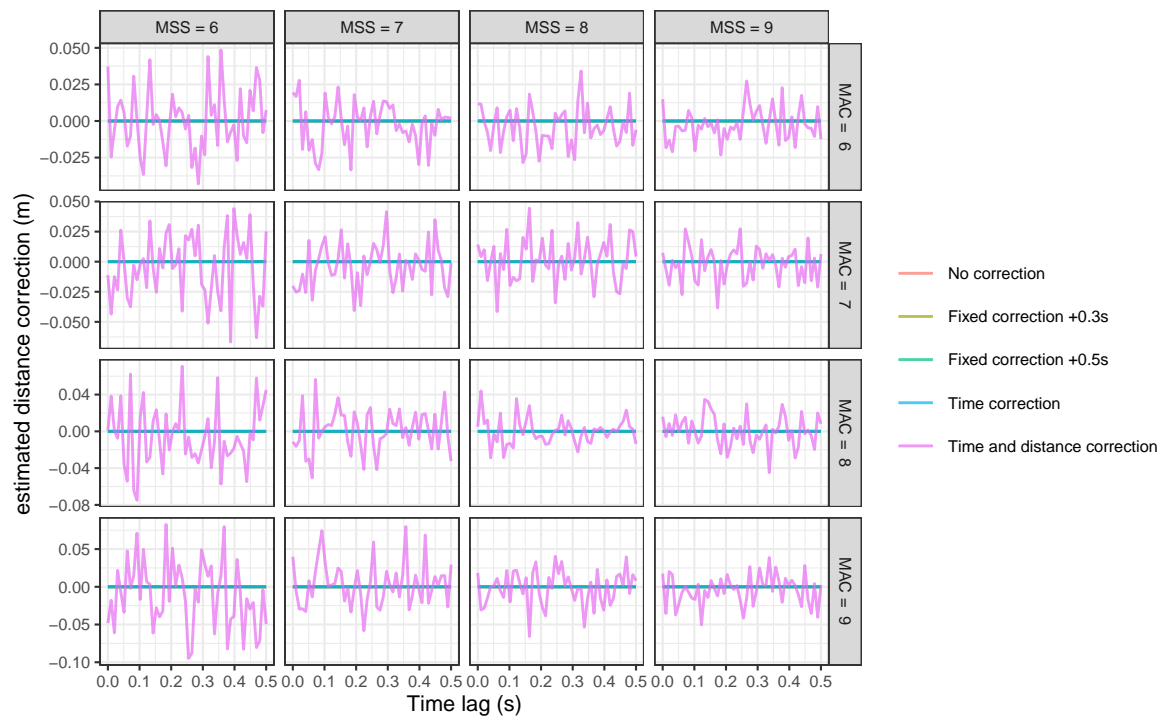 MSS = 6 MSS = 7 MSS = 8 MSS = 9
estimated distance correction (m)
0.050
0.025
0.000
−0.025
MAC = 6
0.050
0.025
0.000
−0.025
−0.050
MAC = 7
0.04
0.00
−0.04
−0.08
MAC = 8
0.05
0.00
−0.05
−0.10
MAC = 9
0.0 0.1 0.2 0.3 0.4 0.5 0.0 0.1 0.2 0.3 0.4 0.5 0.0 0.1 0.2 0.3 0.4 0.5 0.0 0.1 0.2 0.3 0.4 0.5
Time lag (s)
No correction
Fixed correction +0.3s
Fixed correction +0.5s
Time correction
Time and distance correction